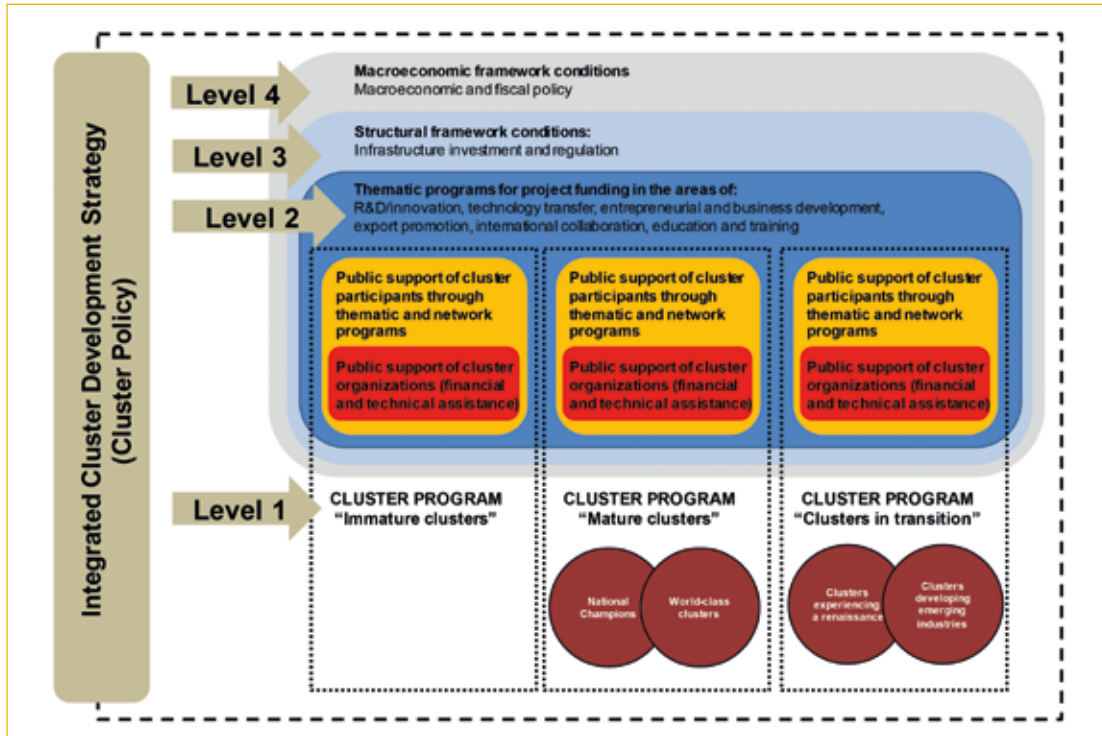 Integrated Cluster Development Strategy
(Cluster Policy)
Level 4
Macroeconomic framework conditions
Macroeconomic and fiscal policy
Level 3
Structural framework conditions:
Infrastructure investment and regulation
Level 2
Thematic programs for project funding in the areas of:
R&D/innovation, technology transfer, entrepreneurial and business development,
export promotion, international collaboration, education and training
Public support of cluster
participants through
thematic and network
programs
Public support of cluster
organizations (financial
and technical assistance)
Public support of cluster
participants through
thematic and network
programs
Public support of cluster
organizations (financial
and technical assistance)
Public support of cluster
participants through
thematic and network
programs
Public support of cluster
organizations (financial
and technical assistance)
Level 1
CLUSTER PROGRAM
“Immature clusters”
CLUSTER PROGRAM
“Mature clusters”
National
Champions
World-class
clusters
CLUSTER PROGRAM
“Clusters in transition”
Clusters
experiencing
a renaissance
Clusters
developing
emerging
industries